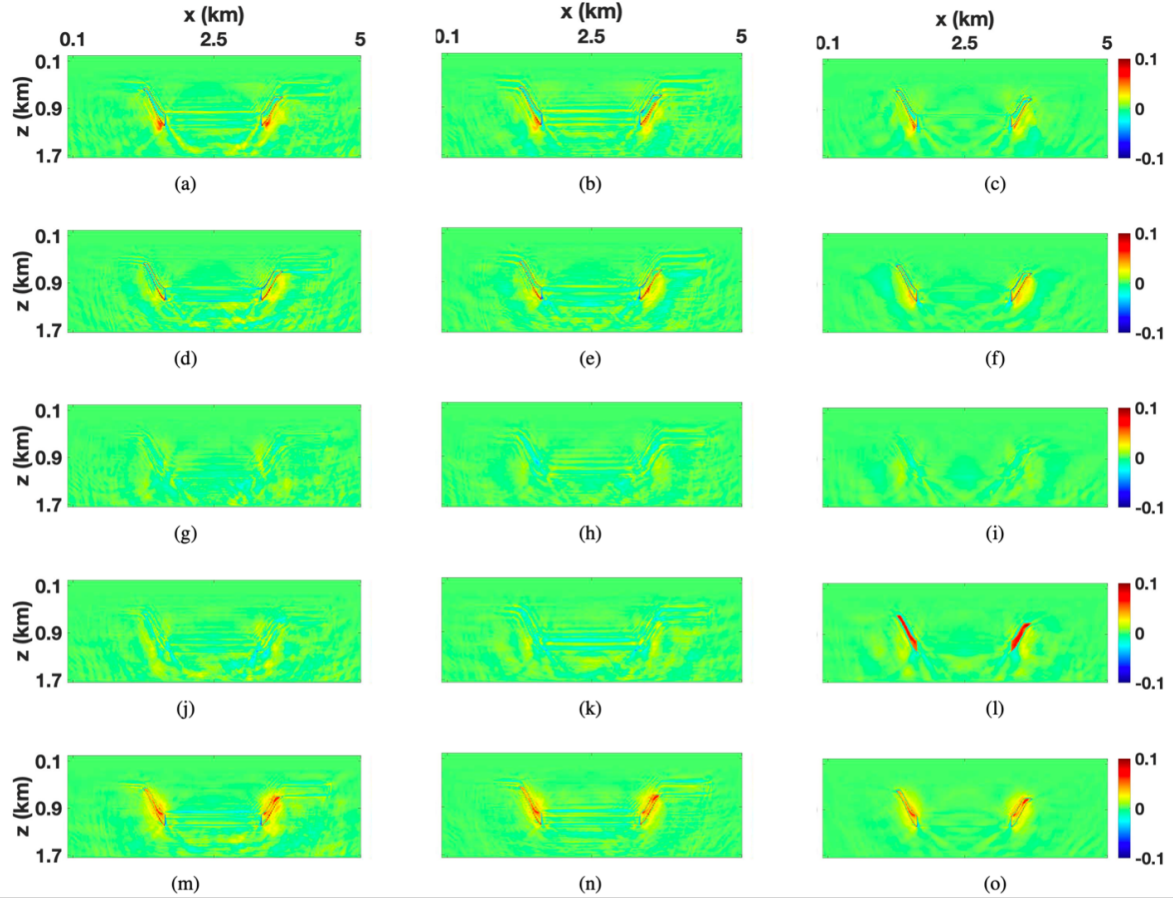 x (km) x (km) x (km)
0.1 2.5 5 0.1 2.5 5 0.1 2.5 5
0.1 0.1
z (km) 0.9 0
1.7 -0.1
(a) (b) (c)
0.1 0.1
z (km) 0.9 0
1.7 -0.1
(d) (e) (f)
0.1 0.1
z (km) 0.9 0
1.7 -0.1
(g) (h) (i)
0.1 0.1
z (km) 0.9 0
1.7 -0.1
(j) (k) (l)
0.1 0.1
z (km) 0.9 0
1.7 -0.1
(m) (n) (o)